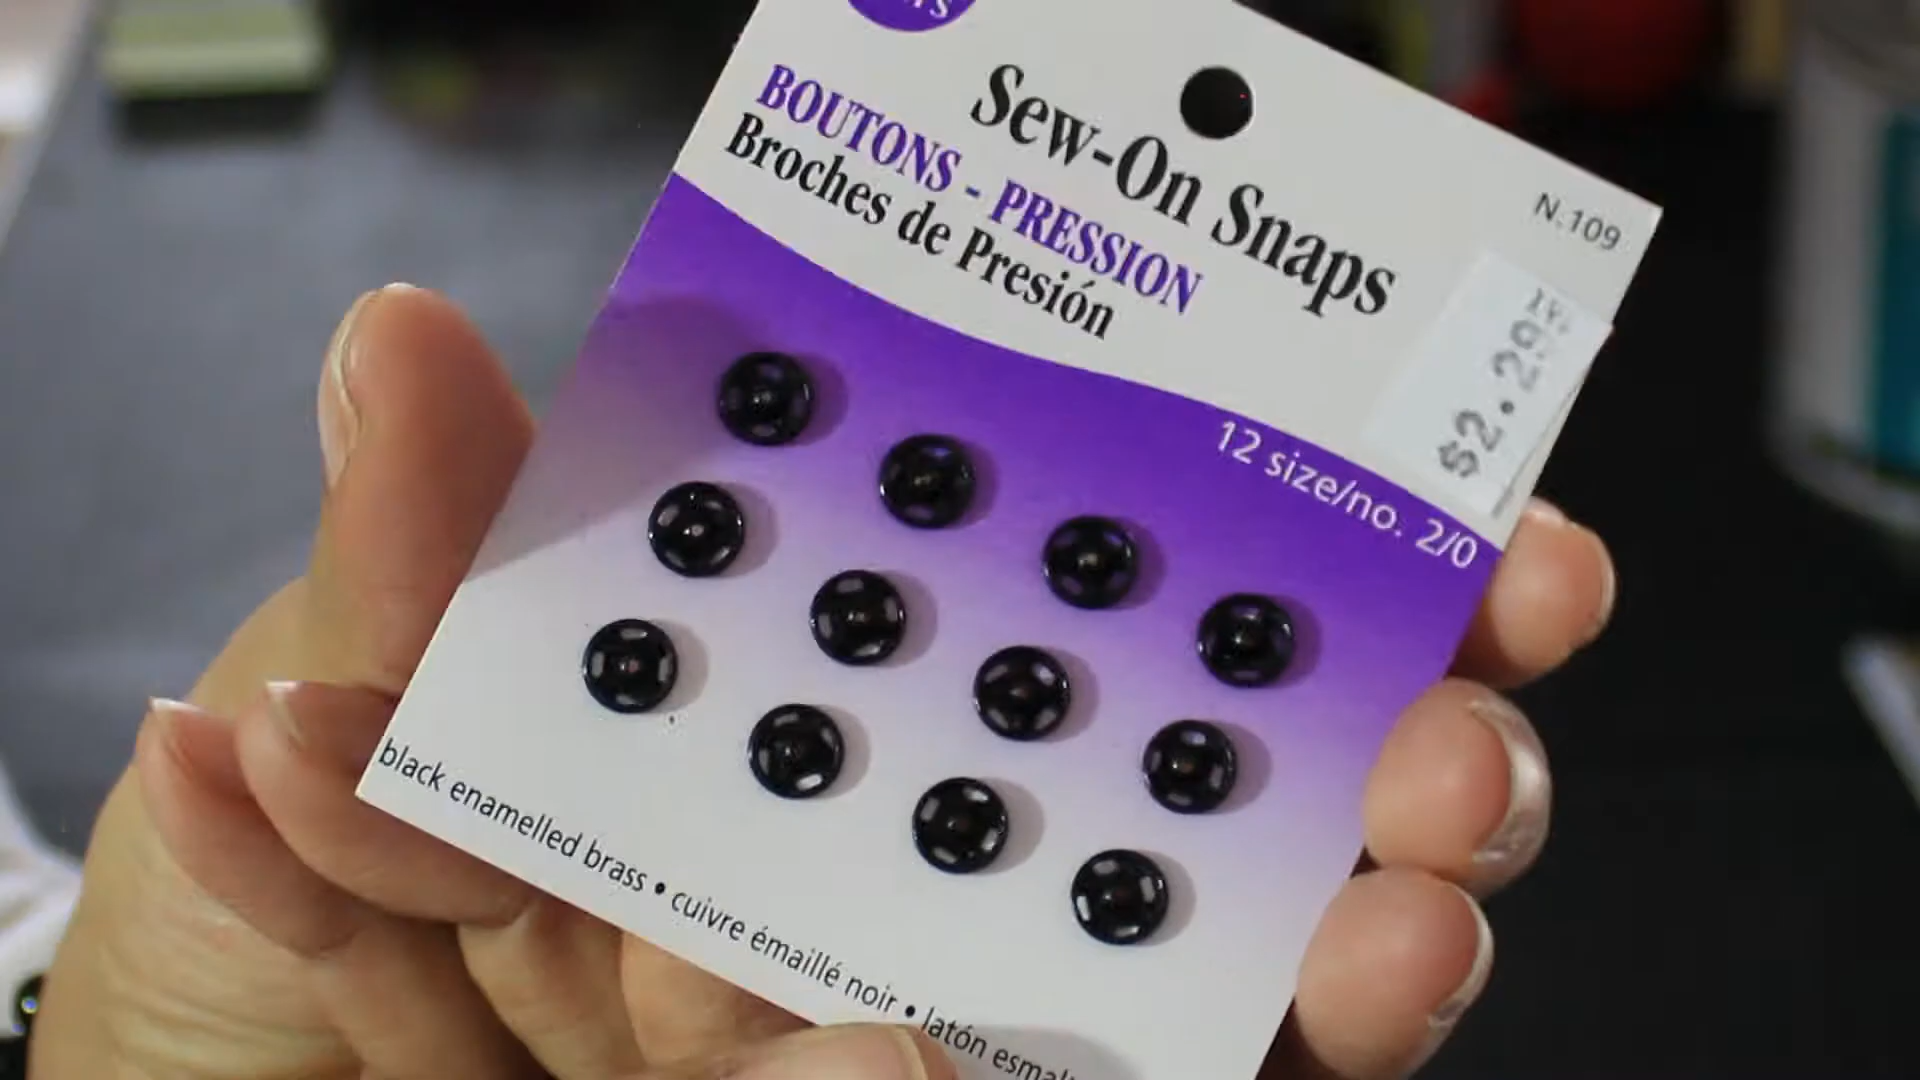 Sew-On Snaps
BOUTONS - PRESSION
Broches de Presión
N.109
$2.29
12 size/no. 2/0
black enamelled brass • cuivre émaillé noir • latón